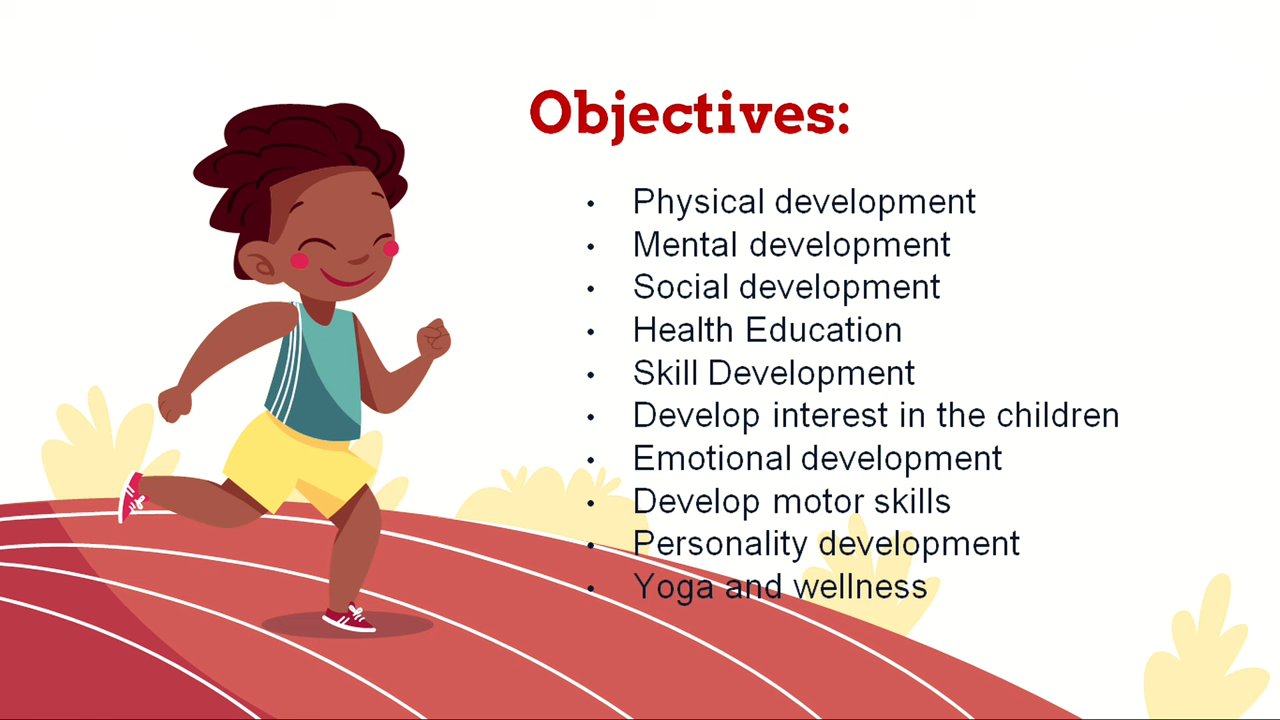 Objectives:
• Physical development
• Mental development
• Social development
• Health Education
• Skill Development
• Develop interest in the children
• Emotional development
• Develop motor skills
• Personality development
• Yoga and wellness